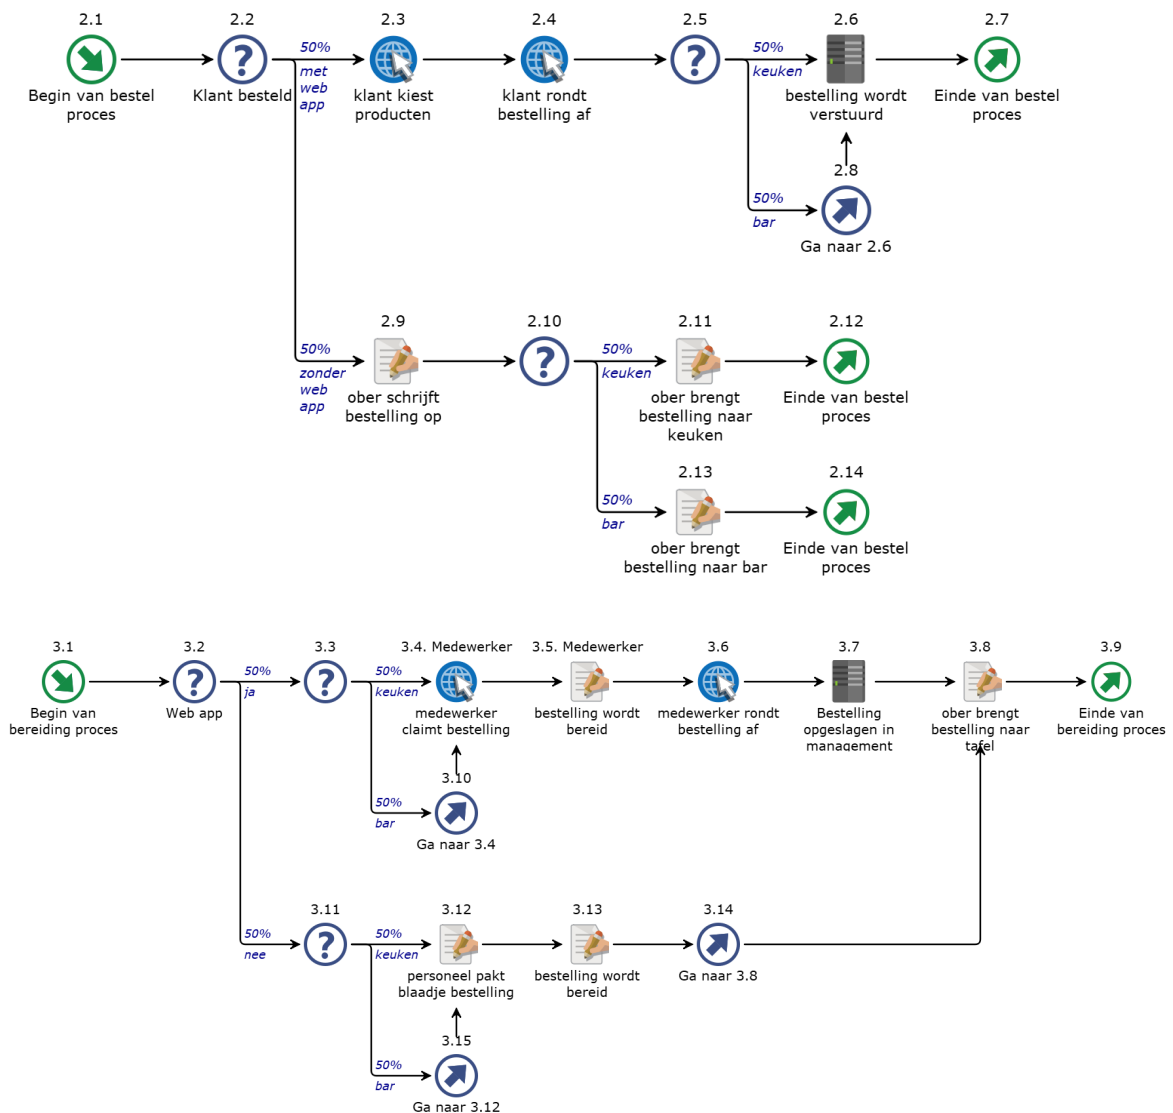 2.1
2.2
2.3
2.4
2.5
2.6
2.7
50%
met
web
app
50%
keuken
Begin van bestel
proces
Klant besteld
klant kiest
producten
klant rondt
bestelling af
bestelling wordt
verstuurd
Einde van bestel
proces
2.8
50%
bar
Ga naar 2.6
2.9
2.10
2.11
2.12
50%
zonder
web
app
50%
keuken
ober schrijft
bestelling op
ober brengt
bestelling naar
keuken
Einde van bestel
proces
2.13
2.14
50%
bar
ober brengt
bestelling naar bar
Einde van bestel
proces
3.1
3.2
3.3
3.4. Medewerker
3.5. Medewerker
3.6
3.7
3.8
3.9
50%
ja
50%
keuken
Begin van
bereiding proces
Web app
medewerker
claimt bestelling
bestelling wordt
bereid
medewerker rondt
bestelling af
Bestelling
opgeslagen in
management
ober brengt
bestelling naar
tafel
Einde van
bereiding proces
3.10
50%
bar
Ga naar 3.4
3.11
3.12
3.13
3.14
50%
nee
50%
keuken
personeel pakt
blaadje bestelling
bestelling wordt
bereid
Ga naar 3.8
3.15
50%
bar
Ga naar 3.12